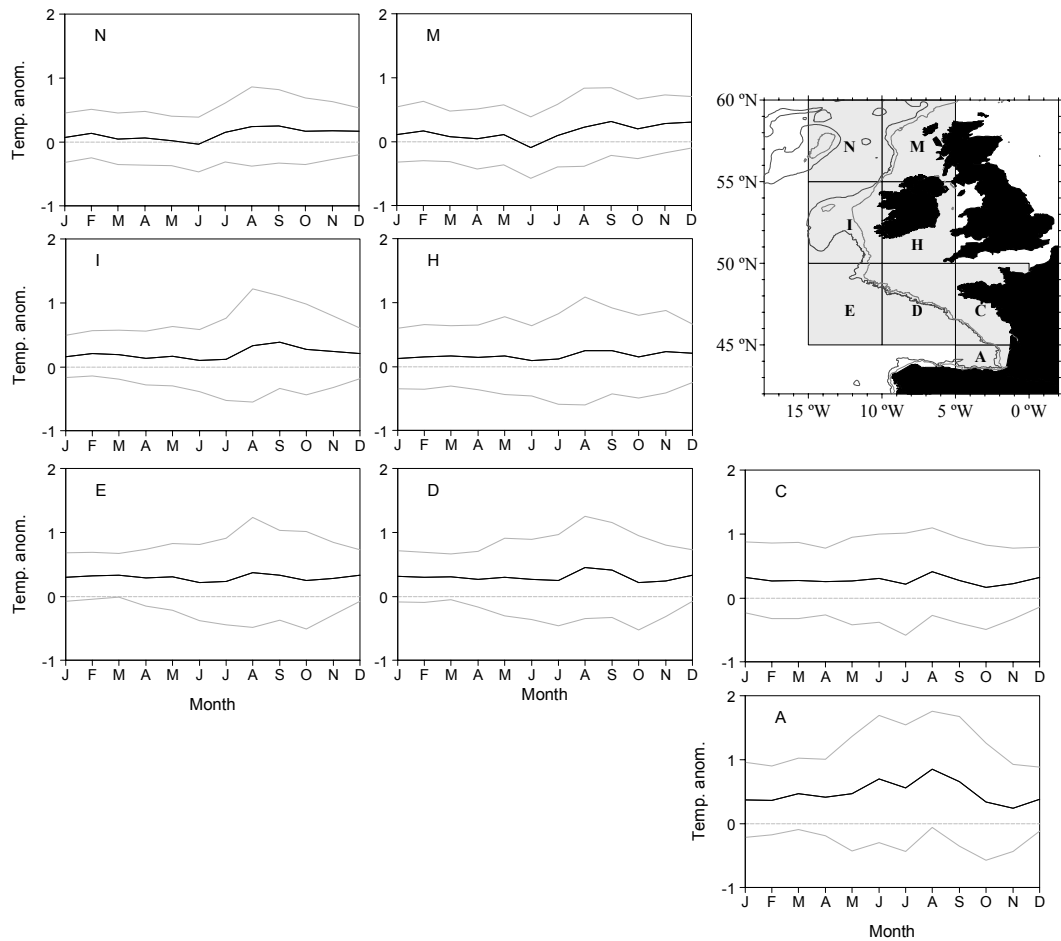 N
2
1
0
-1
Temp. anom.
J F M A M J J A S O N D
M
2
1
0
-1
J F M A M J J A S O N D
60 ºN
55 ºN
50 ºN
45 ºN
15 ºW 10 ºW 5 ºW 0 ºW
N M
I H
E D C
A
I
2
1
0
-1
Temp. anom.
J F M A M J J A S O N D
H
2
1
0
-1
J F M A M J J A S O N D
E
2
1
0
-1
Temp. anom.
J F M A M J J A S O N D
Month
D
2
1
0
-1
J F M A M J J A S O N D
Month
C
2
1
0
-1
J F M A M J J A S O N D
A
2
1
0
-1
Temp. anom.
J F M A M J J A S O N D
Month